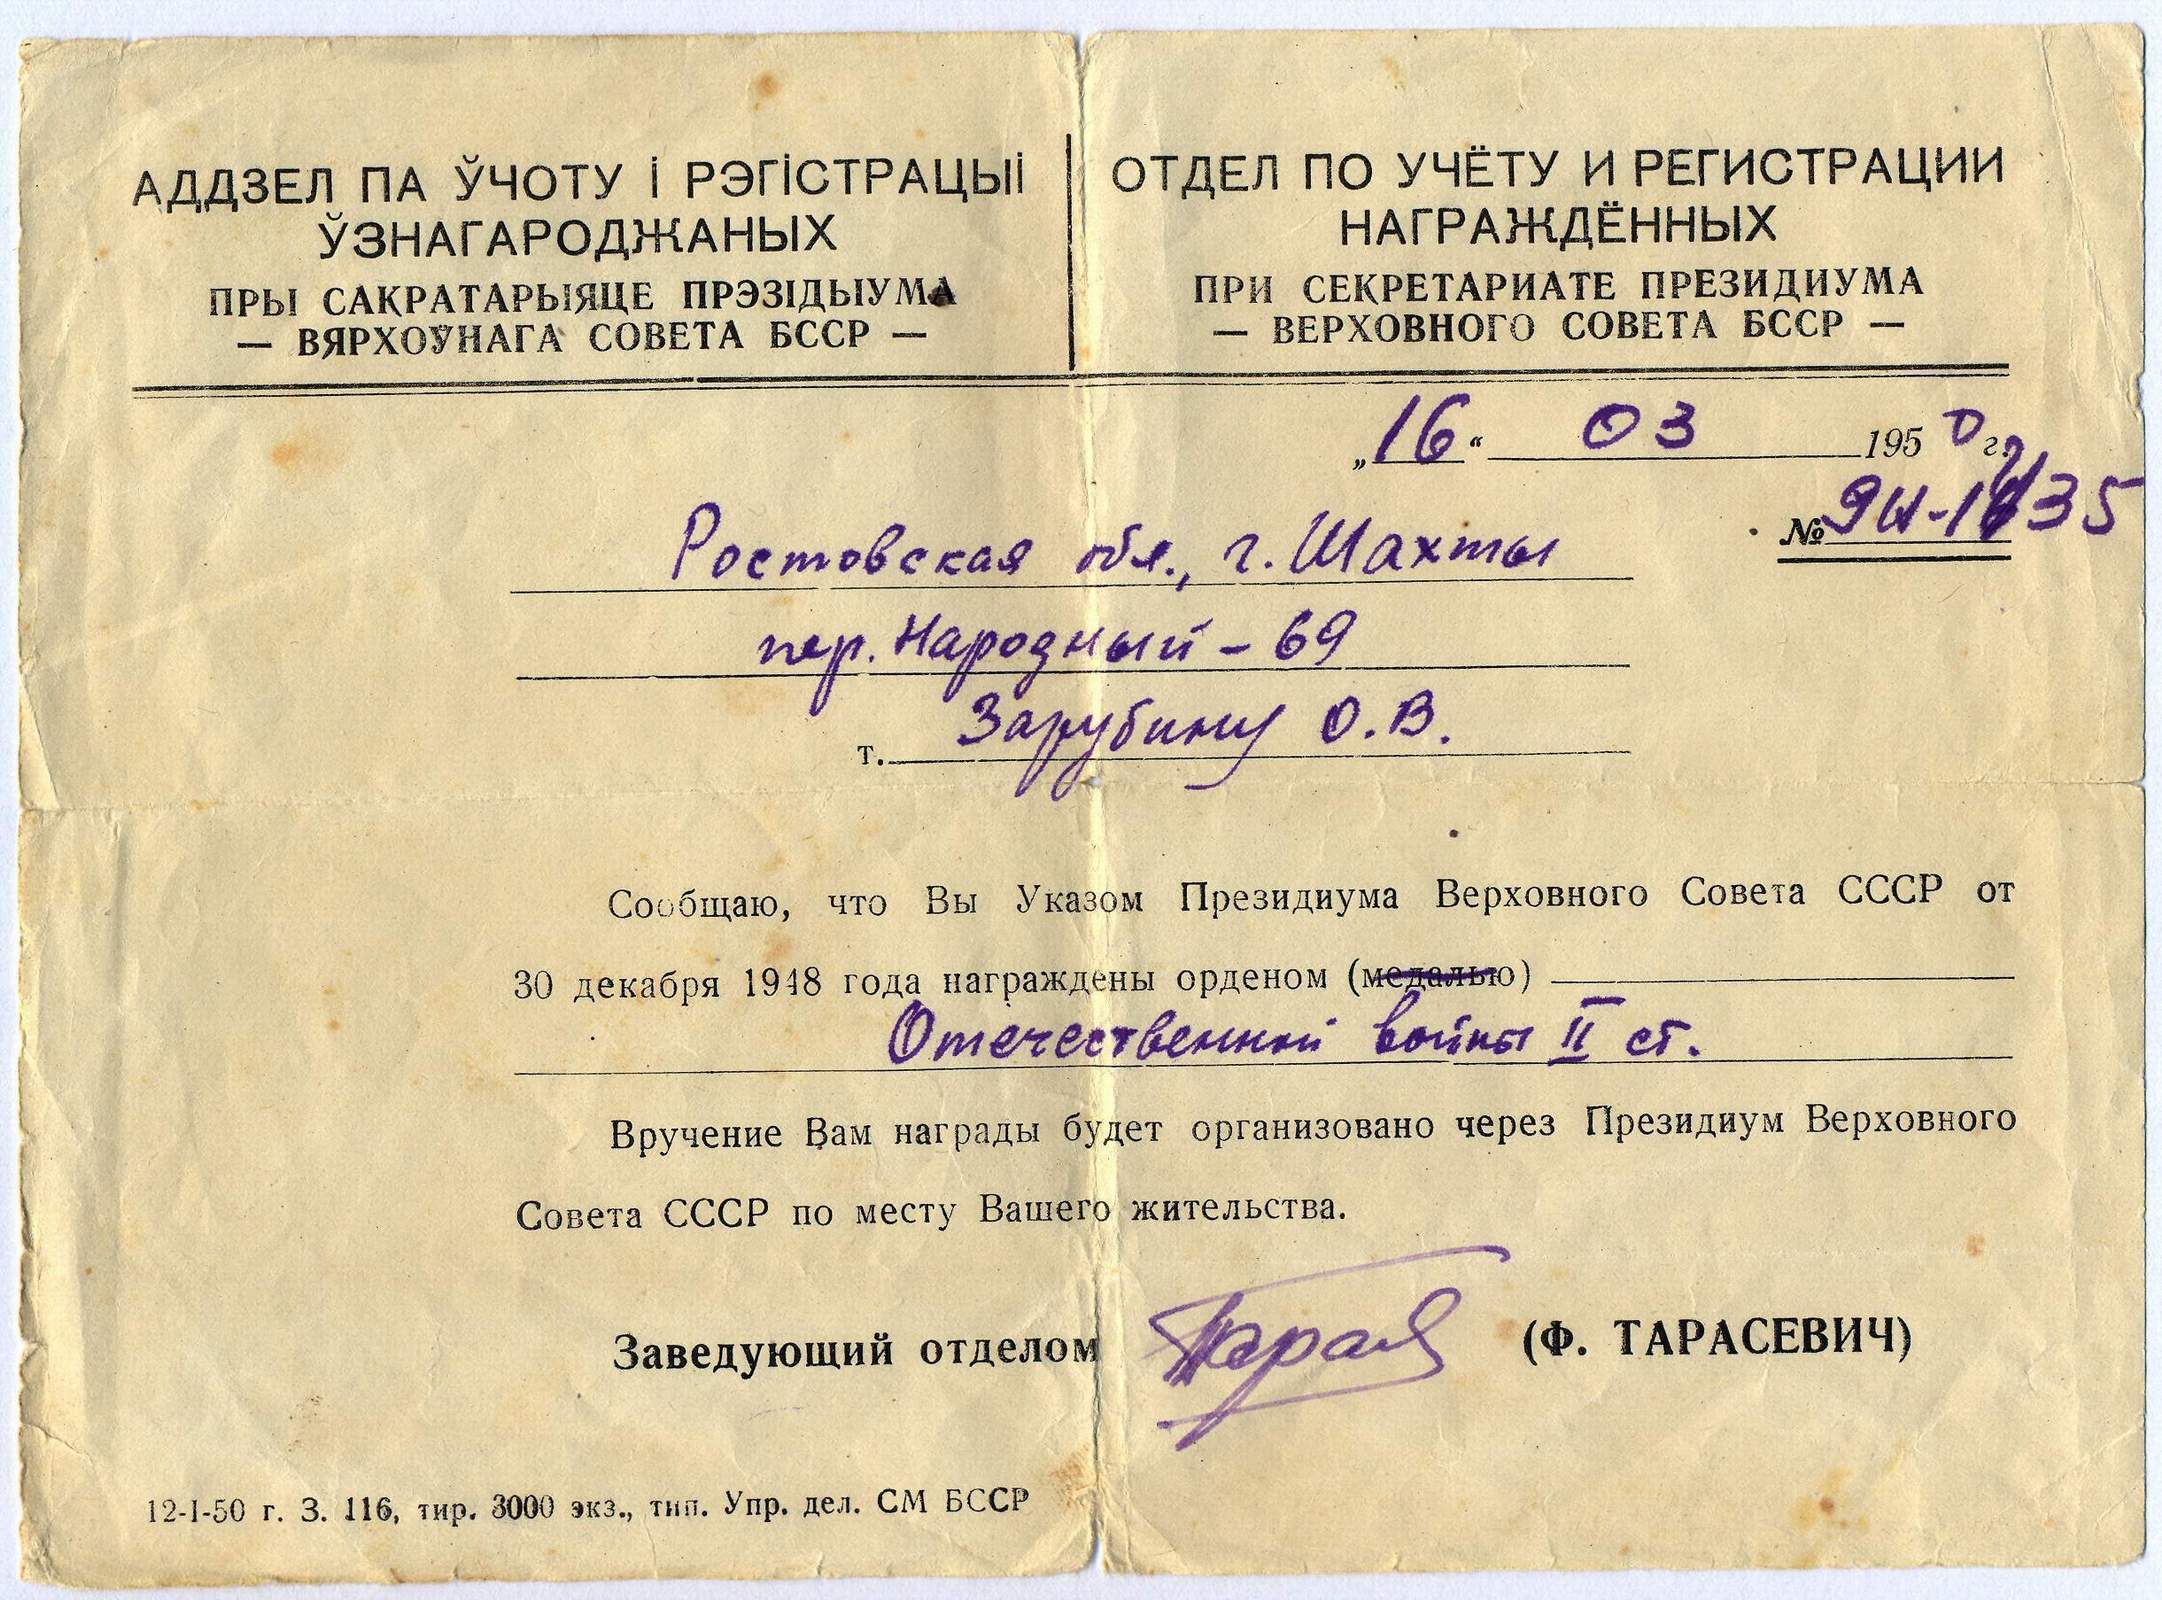 АДДЗЕЛ ПА ЎЧОТУ І РЭГІСТРАЦЫІ
ЎЗНАГАРОДЖАНЫХ
ПРЫ САКРАТАРЫЯЦЕ ПРЭЗІДЫУМА
— ВЯРХОЎНАГА СОВЕТА БССР —
ОТДЕЛ ПО УЧЁТУ И РЕГИСТРАЦИИ
НАГРАЖДЁННЫХ
ПРИ СЕКРЕТАРИАТЕ ПРЕЗИДИУМА
— ВЕРХОВНОГО СОВЕТА БССР —
„16“ 03 1950 г.
№
Ростовская обл., г. Шахты
пер. Народный - 69
т. Зарубину О.В.
Сообщаю, что Вы Указом Президиума Верховного Совета СССР от
30 декабря 1948 года награждены орденом (медалью)
Отечественной войны II ст.
Вручение Вам награды будет организовано через Президиум Верховного
Совета СССР по месту Вашего жительства.
Заведующий отделом (Ф. ТАРАСЕВИЧ)
12-I-50 г. З. 116, тир. 3000 экз., тип. Упр. дел. СМ БССР